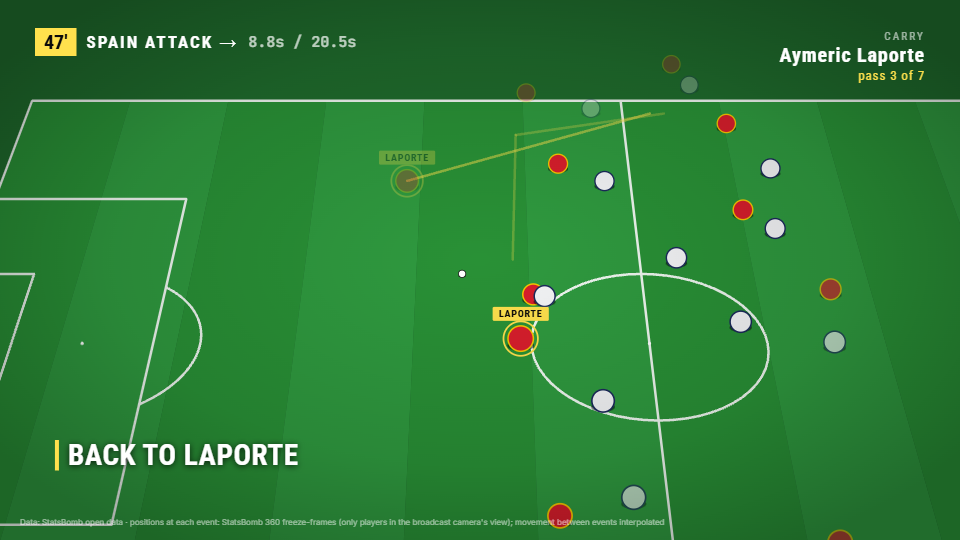 47' SPAIN ATTACK → 8.8s / 20.5s
CARRY
Aymeric Laporte
pass 3 of 7
LAPORTE
LAPORTE
BACK TO LAPORTE
Data: StatsBomb open data - positions at each event: StatsBomb 360 freeze-frames (only players in the broadcast camera's view); movement between events interpolated